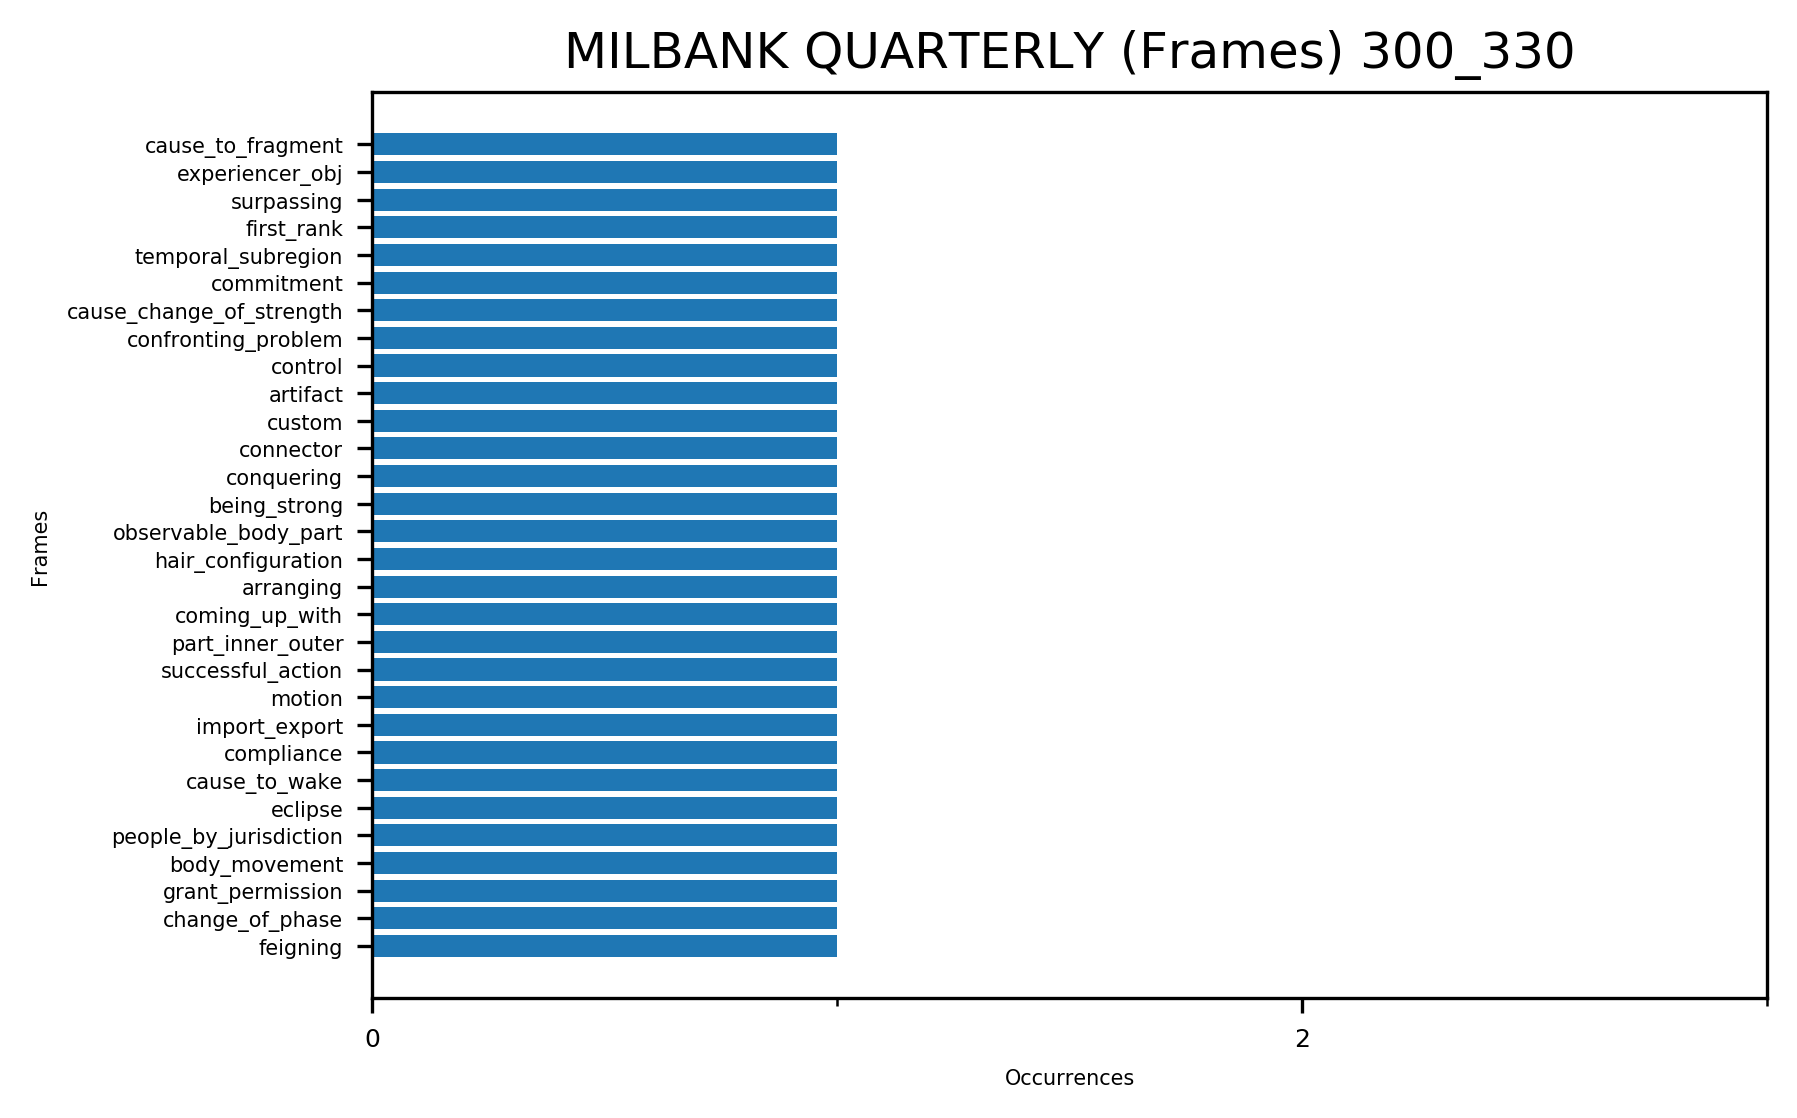 MILBANK QUARTERLY (Frames) 300_330
cause_to_fragment
experiencer_obj
surpassing
first_rank
temporal_subregion
commitment
cause_change_of_strength
confronting_problem
control
artifact
custom
connector
conquering
being_strong
observable_body_part
hair_configuration
arranging
coming_up_with
part_inner_outer
successful_action
motion
import_export
compliance
cause_to_wake
eclipse
people_by_jurisdiction
body_movement
grant_permission
change_of_phase
feigning
Frames
0
2
Occurrences